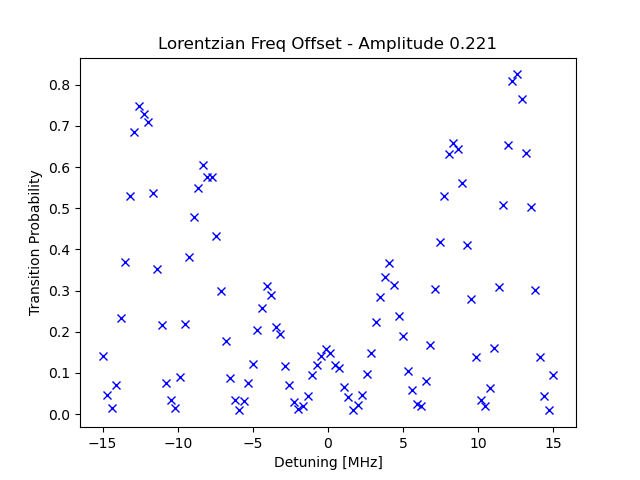 Lorentzian Freq Offset - Amplitude 0.221
Transition Probability
0.8
0.7
0.6
0.5
0.4
0.3
0.2
0.1
0.0
−15 −10 −5 0 5 10 15
Detuning [MHz]